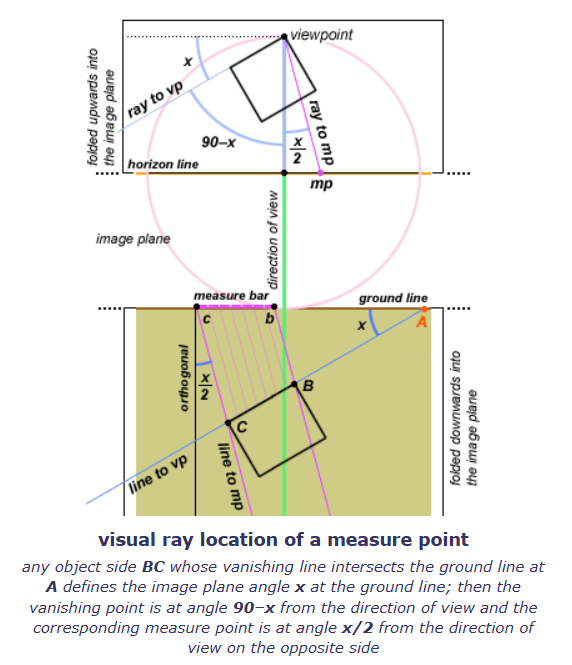 viewpoint
x
folded upwards into
the image plane
ray to vp
ray to mp
90–x
x
2
horizon line
mp
image plane
direction of view
measure bar
ground line
c
b
x
A
orthogonal
x
2
B
C
folded downwards into
the image plane
line to vp
line to mp
visual ray location of a measure point
any object side BC whose vanishing line intersects the ground line at
A defines the image plane angle x at the ground line; then the
vanishing point is at angle 90–x from the direction of view and the
corresponding measure point is at angle x/2 from the direction of
view on the opposite side